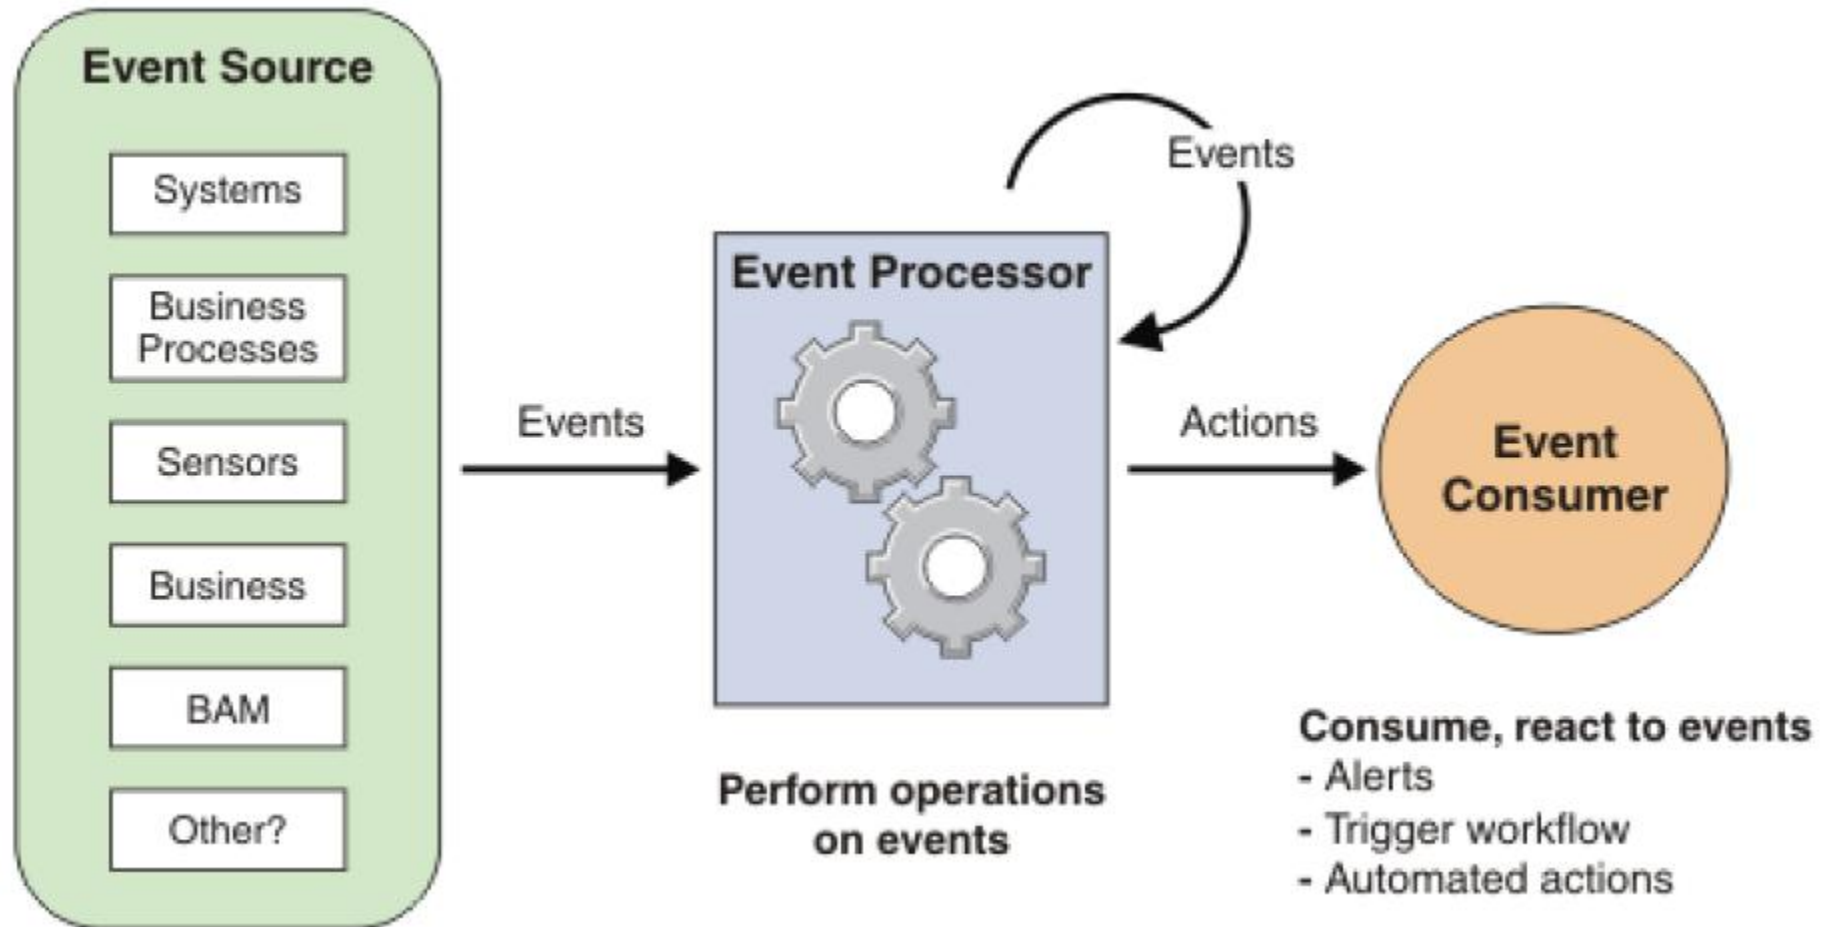 Event Source
Systems
Business
Processes
Sensors
Business
BAM
Other?
Events
Event Processor
Events
Perform operations
on events
Actions
Event
Consumer
Consume, react to events
- Alerts
- Trigger workflow
- Automated actions